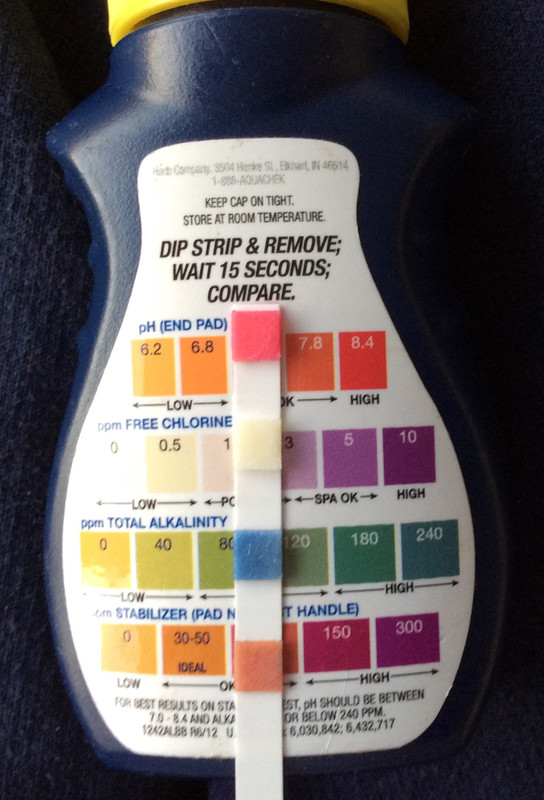 Company, 3504 Henke St., Elkhart, IN 46514
1-888-AQUACHEK
KEEP CAP ON TIGHT.
STORE AT ROOM TEMPERATURE.
DIP STRIP & REMOVE;
WAIT 15 SECONDS;
COMPARE.
pH (END PAD)
6.2 6.8 7.8 8.4
LOW OK HIGH
ppm FREE CHLORINE
0 0.5 1 3 5 10
LOW SPA OK HIGH
ppm TOTAL ALKALINITY
0 40 80 120 180 240
LOW HIGH
STABILIZER (PAD HANDLE)
0 30-50 150 300
IDEAL
LOW OK HIGH
FOR BEST RESULTS ON EST, pH SHOULD BE BETWEEN
7.0 - 8.4 AND OR BELOW 240 PPM.
1242ALBB R6/12 6,030,842; 6,432,717